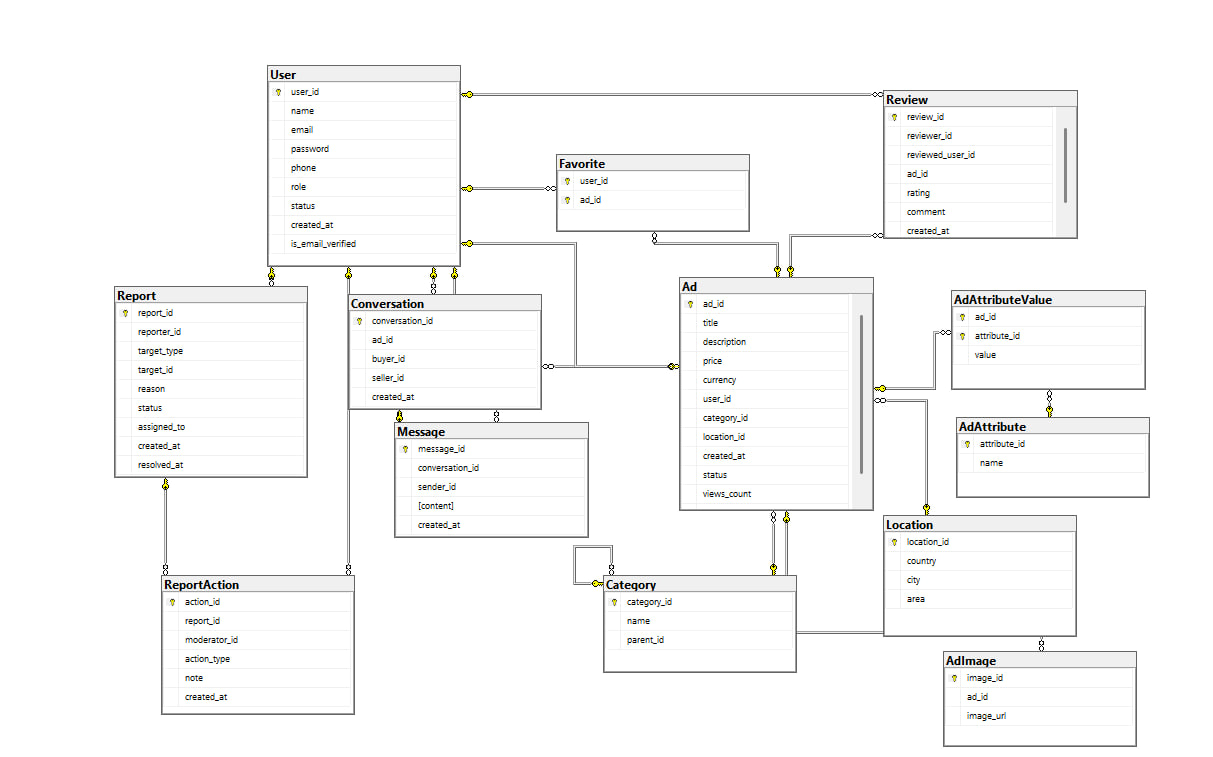 User
user_id
name
email
password
phone
role
status
created_at
is_email_verified
Review
review_id
reviewer_id
reviewed_user_id
ad_id
rating
comment
created_at
Favorite
user_id
ad_id
Report
report_id
reporter_id
target_type
target_id
reason
status
assigned_to
created_at
resolved_at
Conversation
conversation_id
ad_id
buyer_id
seller_id
created_at
Ad
ad_id
title
description
price
currency
user_id
category_id
location_id
created_at
status
views_count
AdAttributeValue
ad_id
attribute_id
value
Message
message_id
conversation_id
sender_id
[content]
created_at
AdAttribute
attribute_id
name
Location
location_id
country
city
area
ReportAction
action_id
report_id
moderator_id
action_type
note
created_at
Category
category_id
name
parent_id
AdImage
image_id
ad_id
image_url